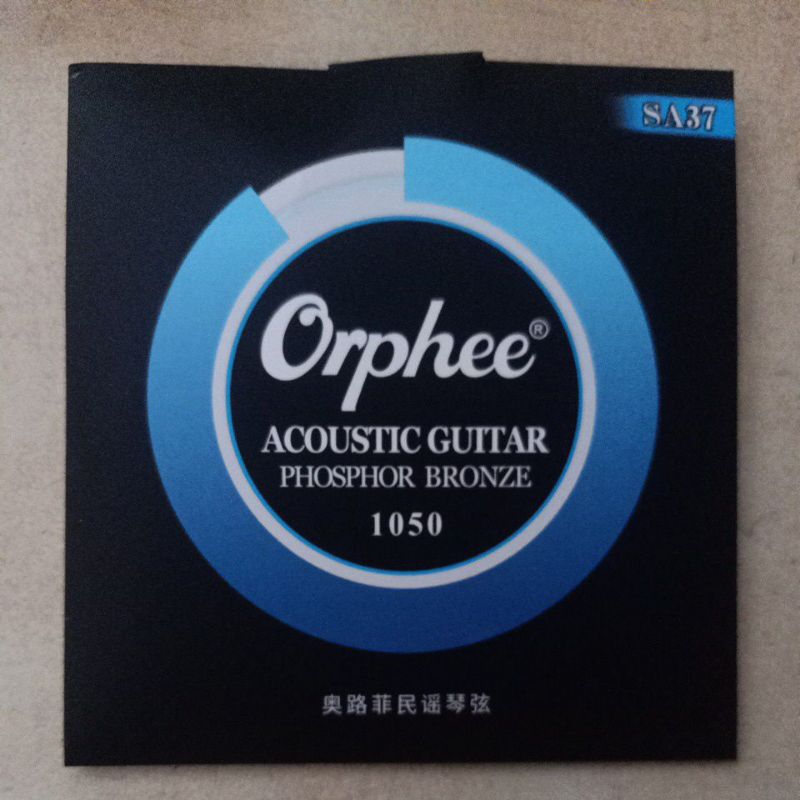 SA37
Orphee®
ACOUSTIC GUITAR
PHOSPHOR BRONZE
1050
奥路菲民谣琴弦